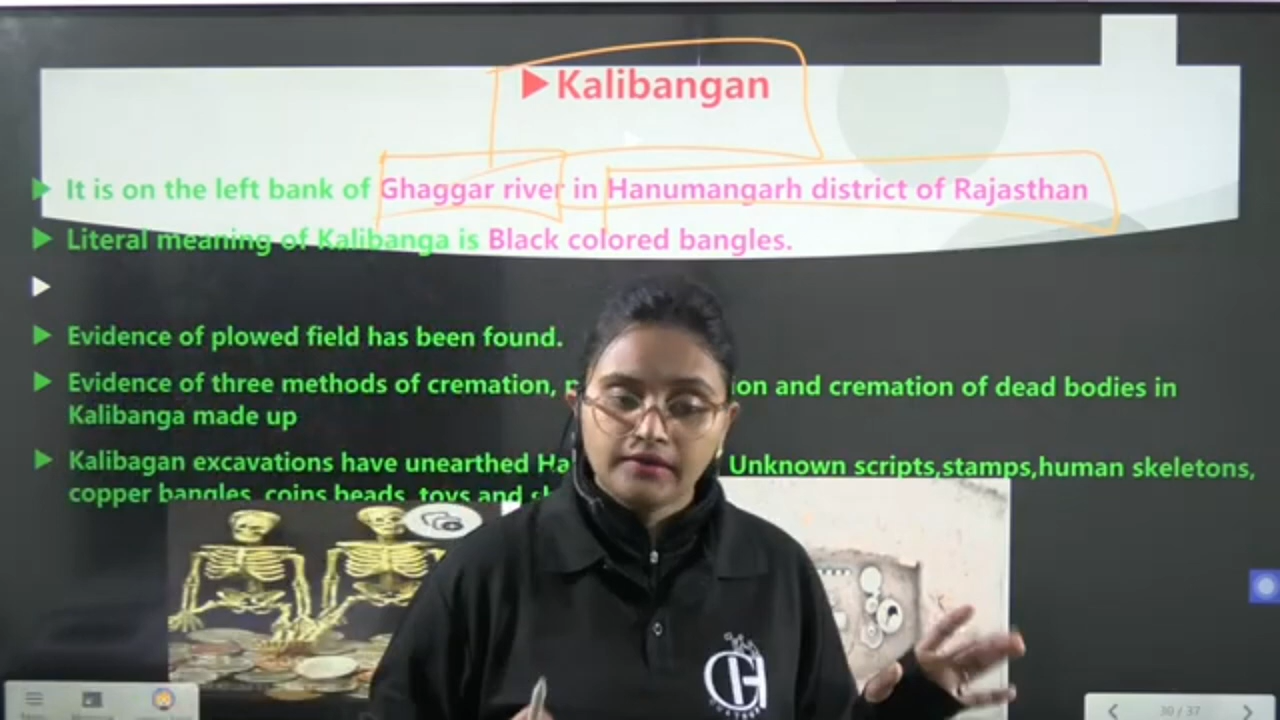 Kalibangan
It is on the left bank of Ghaggar river in Hanumangarh district of Rajasthan
Literal meaning of Kalibanga is Black colored bangles.
Evidence of plowed field has been found.
Evidence of three methods of cremation, and cremation of dead bodies in
Kalibanga made up
Kalibagan excavations have unearthed Unknown scripts,stamps,human skeletons,
copper bangles, coins beads, toys and
30 / 37